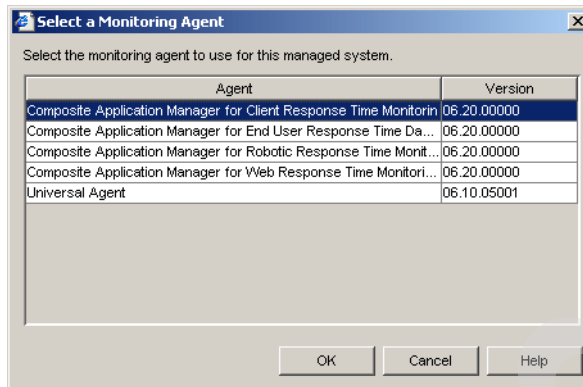 Select a Monitoring Agent
Select the monitoring agent to use for this managed system.
Agent Version
Composite Application Manager for Client Response Time Monitorin 06.20.00000
Composite Application Manager for End User Response Time Da... 06.20.00000
Composite Application Manager for Robotic Response Time Monit... 06.20.00000
Composite Application Manager for Web Response Time Monitori... 06.20.00000
Universal Agent 06.10.05001
OK Cancel Help